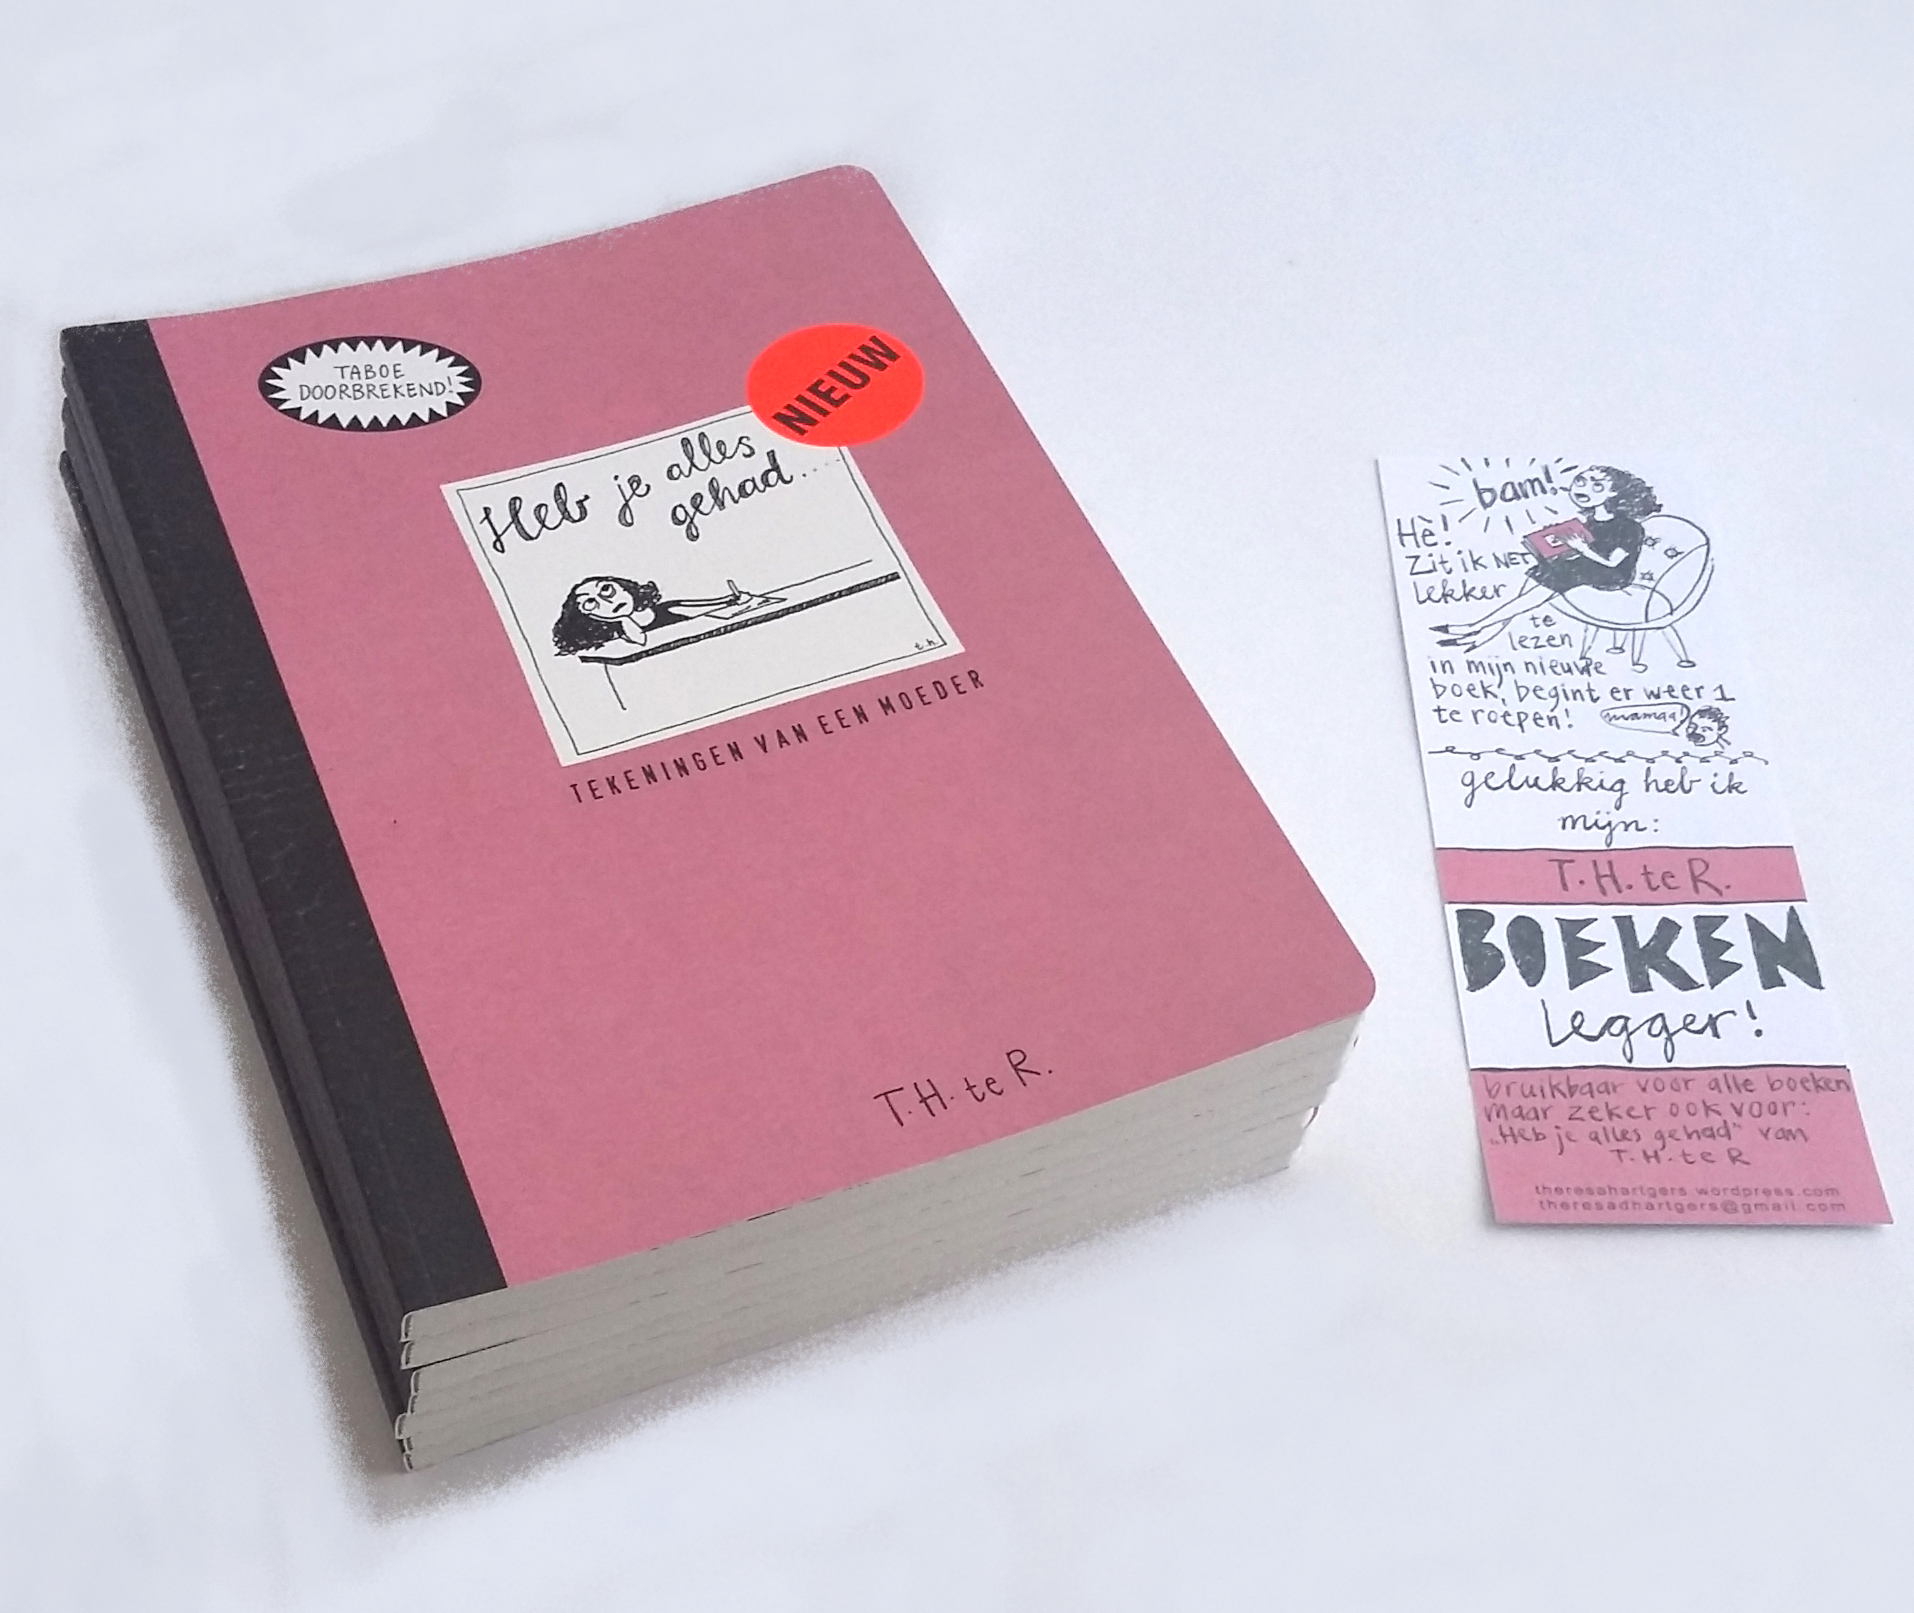 TABOE
DOORBREKEND!
NIEUW
Heb je alles
gehad.......
t.h.
TEKENINGEN VAN EEN MOEDER
T.H. te R.
bam!
Hè!
Zit ik NET
lekker
te
lezen
in mijn nieuwe
boek, begint er weer 1
te roepen!
mamaa!
gelukkig heb ik
mijn:
T.H. te R.
BOEKEN
legger!
bruikbaar voor alle boeken
maar zeker ook voor:
„Heb je alles gehad" van
T.H. te R
theresahartgers.wordpress.com
theresadhartgers@gmail.com